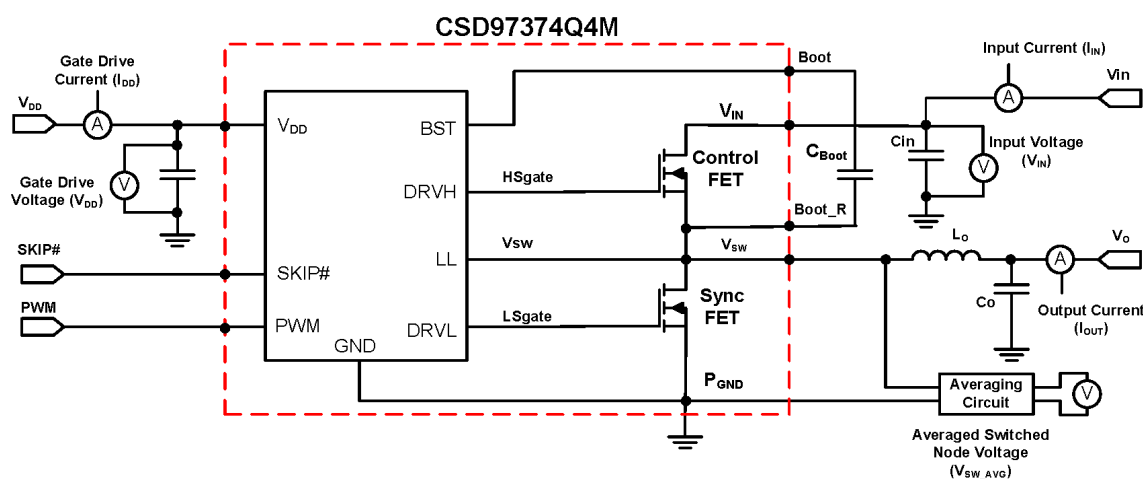 CSD97374Q4M
Gate Drive
Current (IDD)
Input Current (IIN)
Boot
Vin
VDD
A
A
VDD
BST
VIN
Cin
Input Voltage
(VIN)
V
CBoot
Control
FET
V
Gate Drive
Voltage (VDD)
DRVH
HSgate
Boot_R
SKIP#
Vsw
VSW
LO
VO
LL
A
SKIP#
Sync
FET
Co
Output Current
(IOUT)
PWM
PWM
DRVL
LSgate
GND
PGND
Averaging
Circuit
V
Averaged Switched
Node Voltage
(VSW AVG)